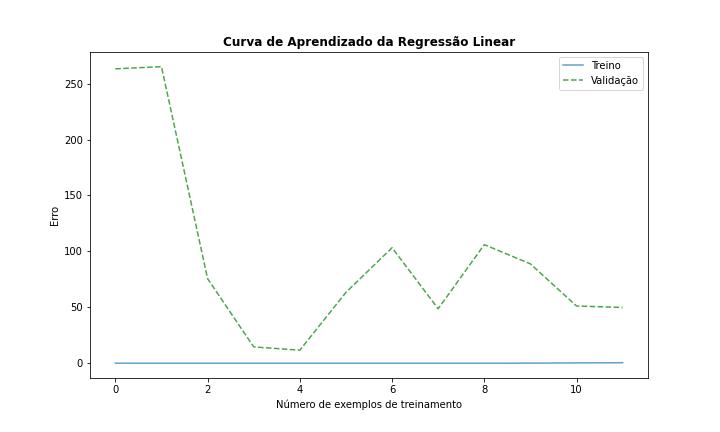 Curva de Aprendizado da Regressão Linear
Treino
Validação
250
200
150
100
50
0
Erro
0 2 4 6 8 10
Número de exemplos de treinamento